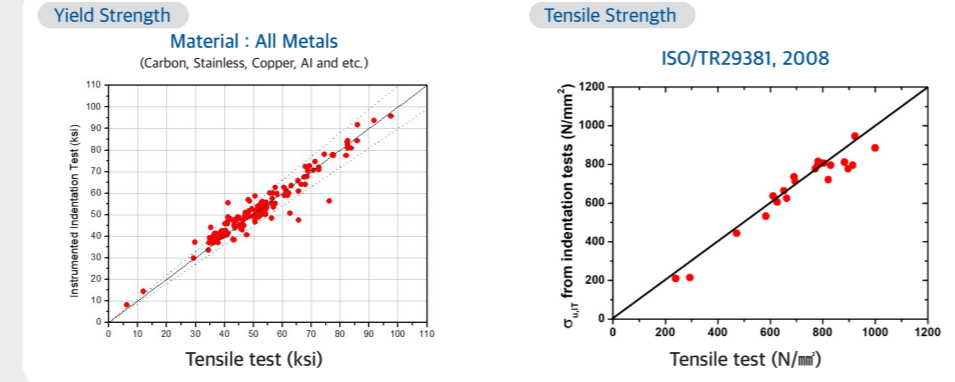 Yield Strength
Material : All Metals
(Carbon, Stainless, Copper, Al and etc.)
Instrumented Indentation Test (ksi)
110
100
90
80
70
60
50
40
30
20
10
0
0 10 20 30 40 50 60 70 80 90 100 110
Tensile test (ksi)
Tensile Strength
ISO/TR29381, 2008
σu,IT from indentation tests (N/mm²)
1200
1000
800
600
400
200
0
0 200 400 600 800 1000 1200
Tensile test (N/㎟)